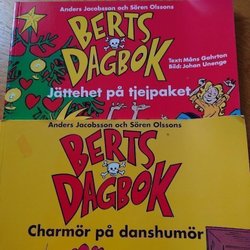 Anders Jacobsson och Sören Olssons
BERTS
DAGBOK
Text: Måns Gahrton
Bild: Johan Unenge
Jättehet på tjejpaket
Anders Jacobsson och Sören Olssons
BERTS
DAGBOK
Charmör på danshumör